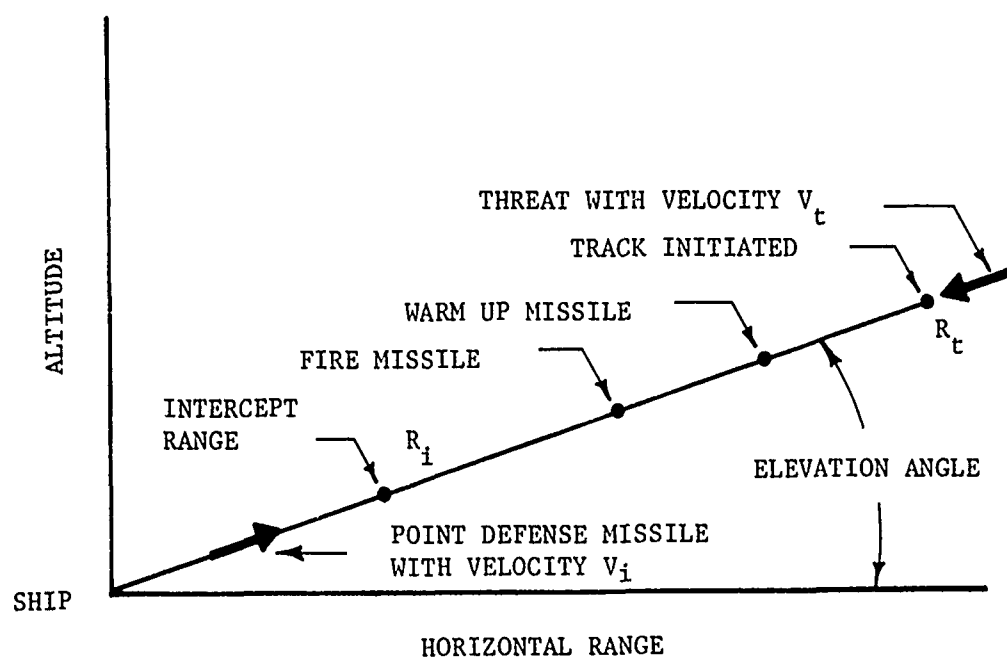 THREAT WITH VELOCITY Vt
TRACK INITIATED
Rt
WARM UP MISSILE
FIRE MISSILE
INTERCEPT
RANGE
Ri
ALTITUDE
ELEVATION ANGLE
POINT DEFENSE MISSILE
WITH VELOCITY Vi
SHIP
HORIZONTAL RANGE